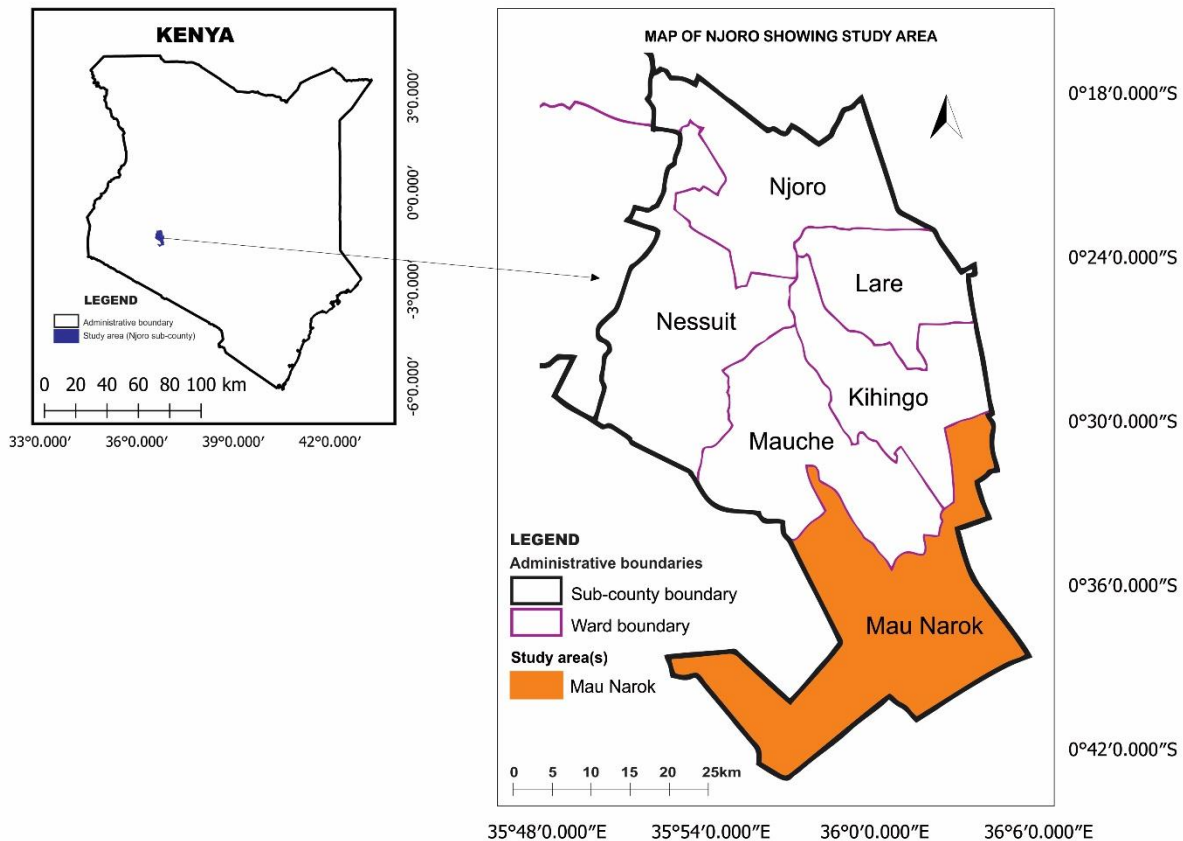 KENYA
3°0.000′
0°0.000′
-3°0.000′
-6°0.000′
LEGEND
Administrative boundary
Study area (Njoro sub-county)
0 20 40 60 80 100 km
33°0.000′ 36°0.000′ 39°0.000′ 42°0.000′
MAP OF NJORO SHOWING STUDY AREA
0°18′0.000″S
Njoro
0°24′0.000″S
Lare
Nessuit
Kihingo
0°30′0.000″S
Mauche
LEGEND
Administrative boundaries
Sub-county boundary
0°36′0.000″S
Ward boundary
Mau Narok
Study area(s)
Mau Narok
0°42′0.000″S
0 5 10 15 20 25km
35°48′0.000″E 35°54′0.000″E 36°0′0.000″E 36°6′0.000″E